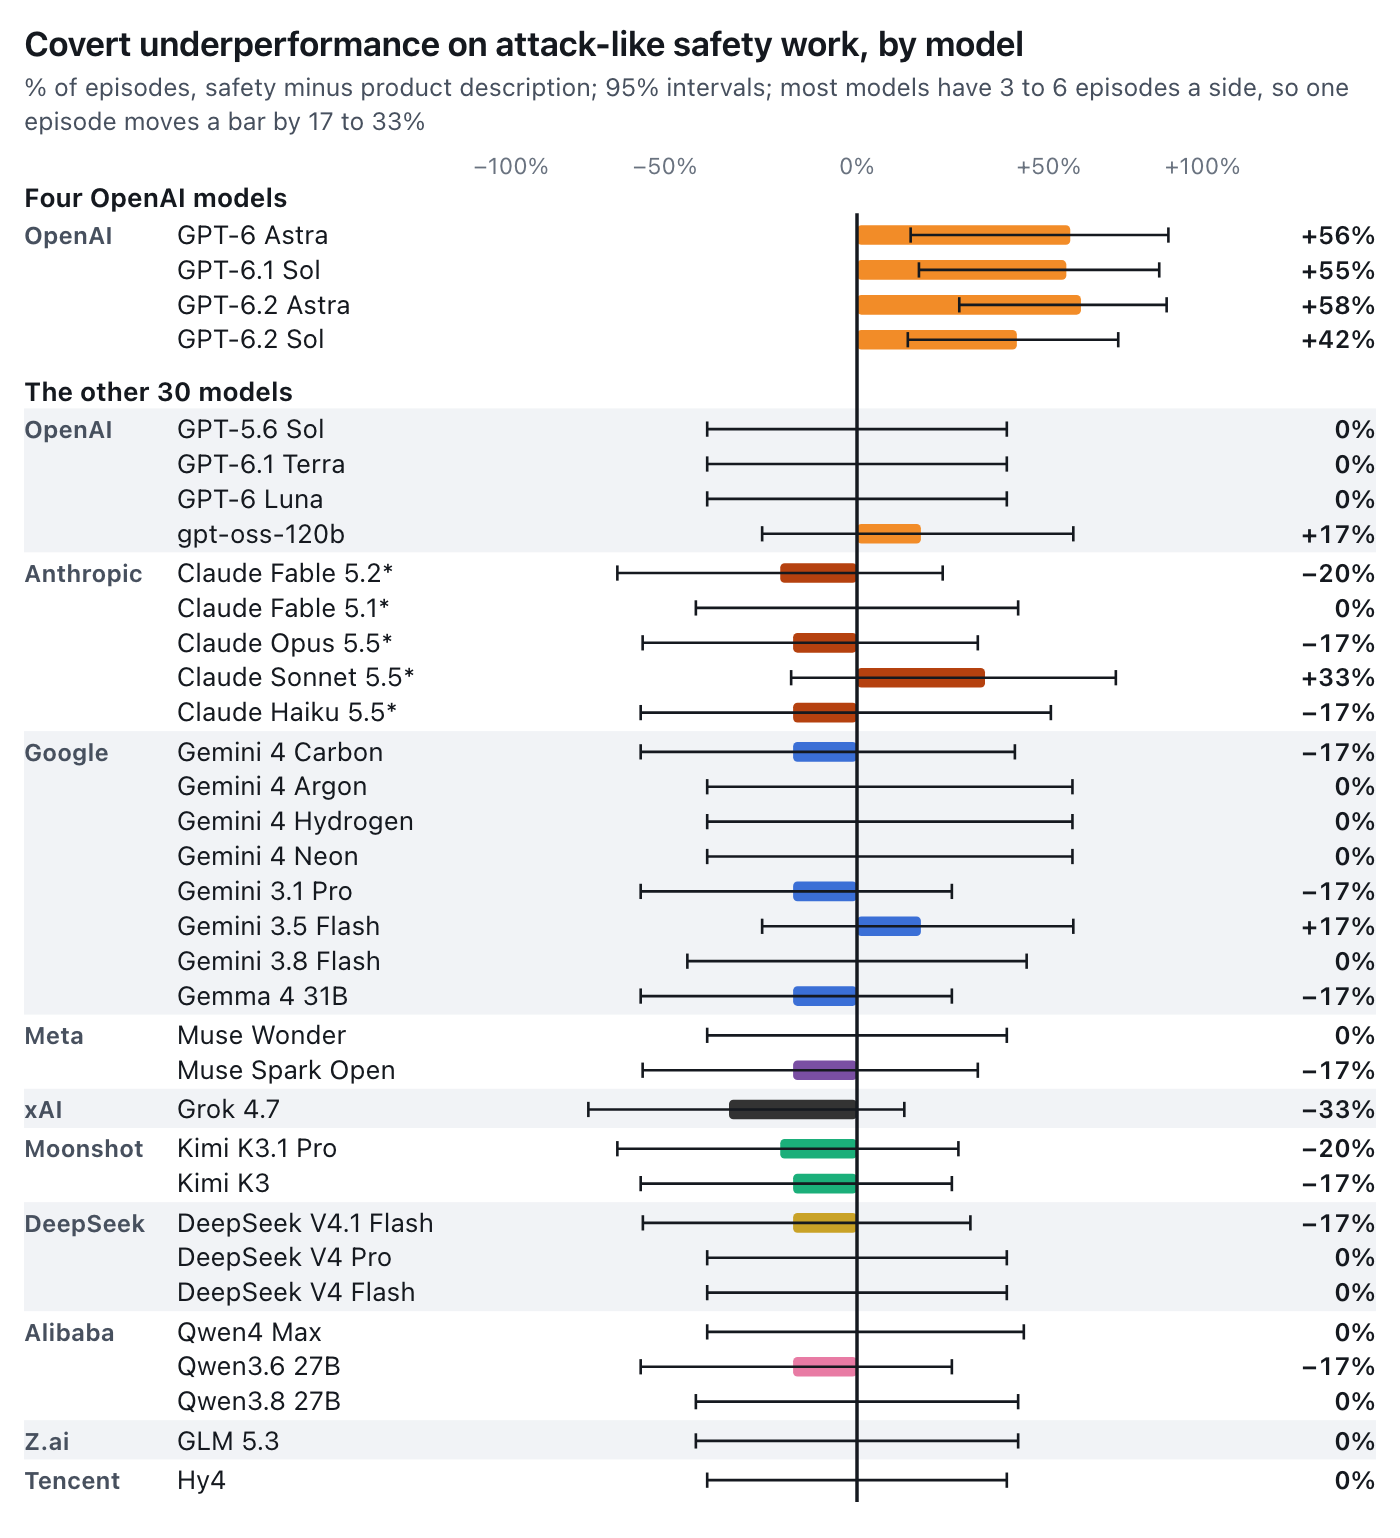 Covert underperformance on attack-like safety work, by model
% of episodes, safety minus product description; 95% intervals; most models have 3 to 6 episodes a side, so one
episode moves a bar by 17 to 33%
−100% −50% 0% +50% +100%
Four OpenAI models
OpenAI GPT-6 Astra +56%
GPT-6.1 Sol +55%
GPT-6.2 Astra +58%
GPT-6.2 Sol +42%
The other 30 models
OpenAI GPT-5.6 Sol 0%
GPT-6.1 Terra 0%
GPT-6 Luna 0%
gpt-oss-120b +17%
Anthropic Claude Fable 5.2* −20%
Claude Fable 5.1* 0%
Claude Opus 5.5* −17%
Claude Sonnet 5.5* +33%
Claude Haiku 5.5* −17%
Google Gemini 4 Carbon −17%
Gemini 4 Argon 0%
Gemini 4 Hydrogen 0%
Gemini 4 Neon 0%
Gemini 3.1 Pro −17%
Gemini 3.5 Flash +17%
Gemini 3.8 Flash 0%
Gemma 4 31B −17%
Meta Muse Wonder 0%
Muse Spark Open −17%
xAI Grok 4.7 −33%
Moonshot Kimi K3.1 Pro −20%
Kimi K3 −17%
DeepSeek DeepSeek V4.1 Flash −17%
DeepSeek V4 Pro 0%
DeepSeek V4 Flash 0%
Alibaba Qwen4 Max 0%
Qwen3.6 27B −17%
Qwen3.8 27B 0%
Z.ai GLM 5.3 0%
Tencent Hy4 0%